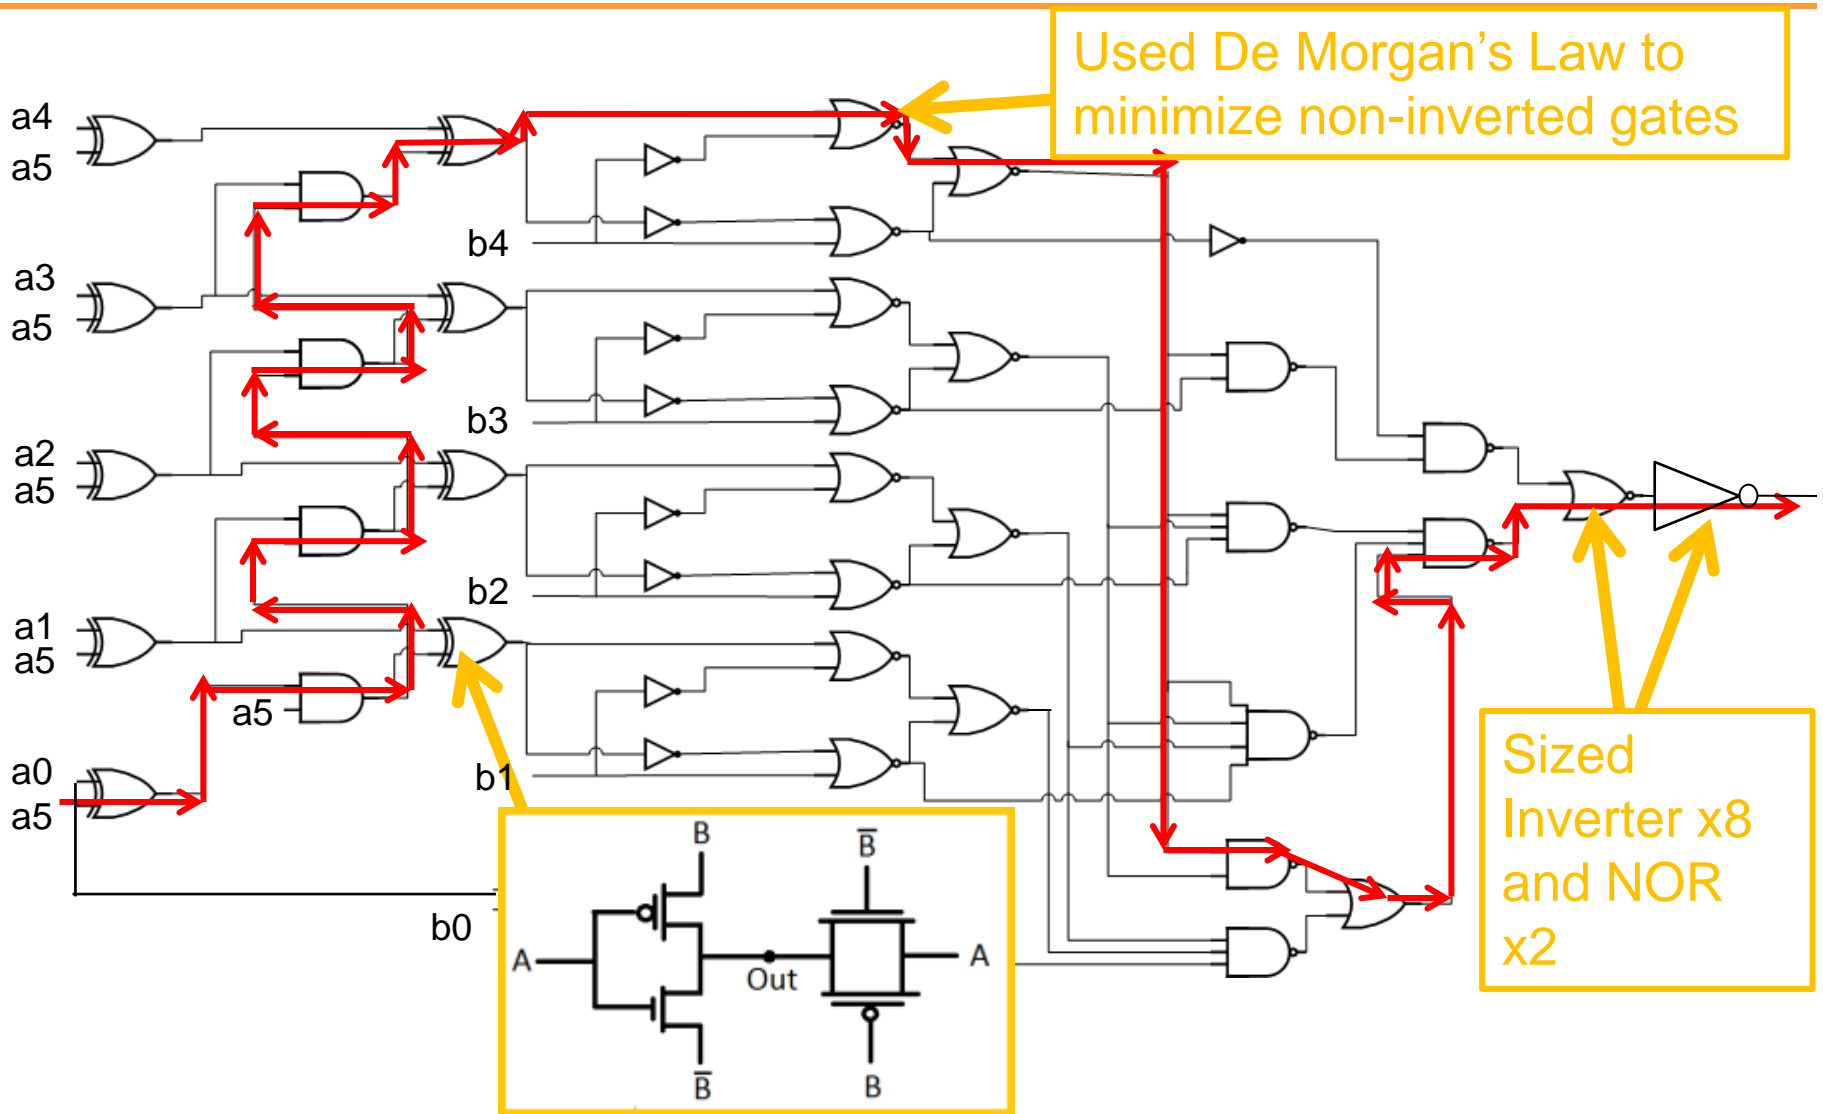 Used De Morgan's Law to
minimize non-inverted gates
a4
a5
b4
a3
a5
b3
a2
a5
b2
a1
a5
a5
b1
a0
a5
b0
B
B̅
A
Out
A
B̅
B
Sized
Inverter x8
and NOR
x2